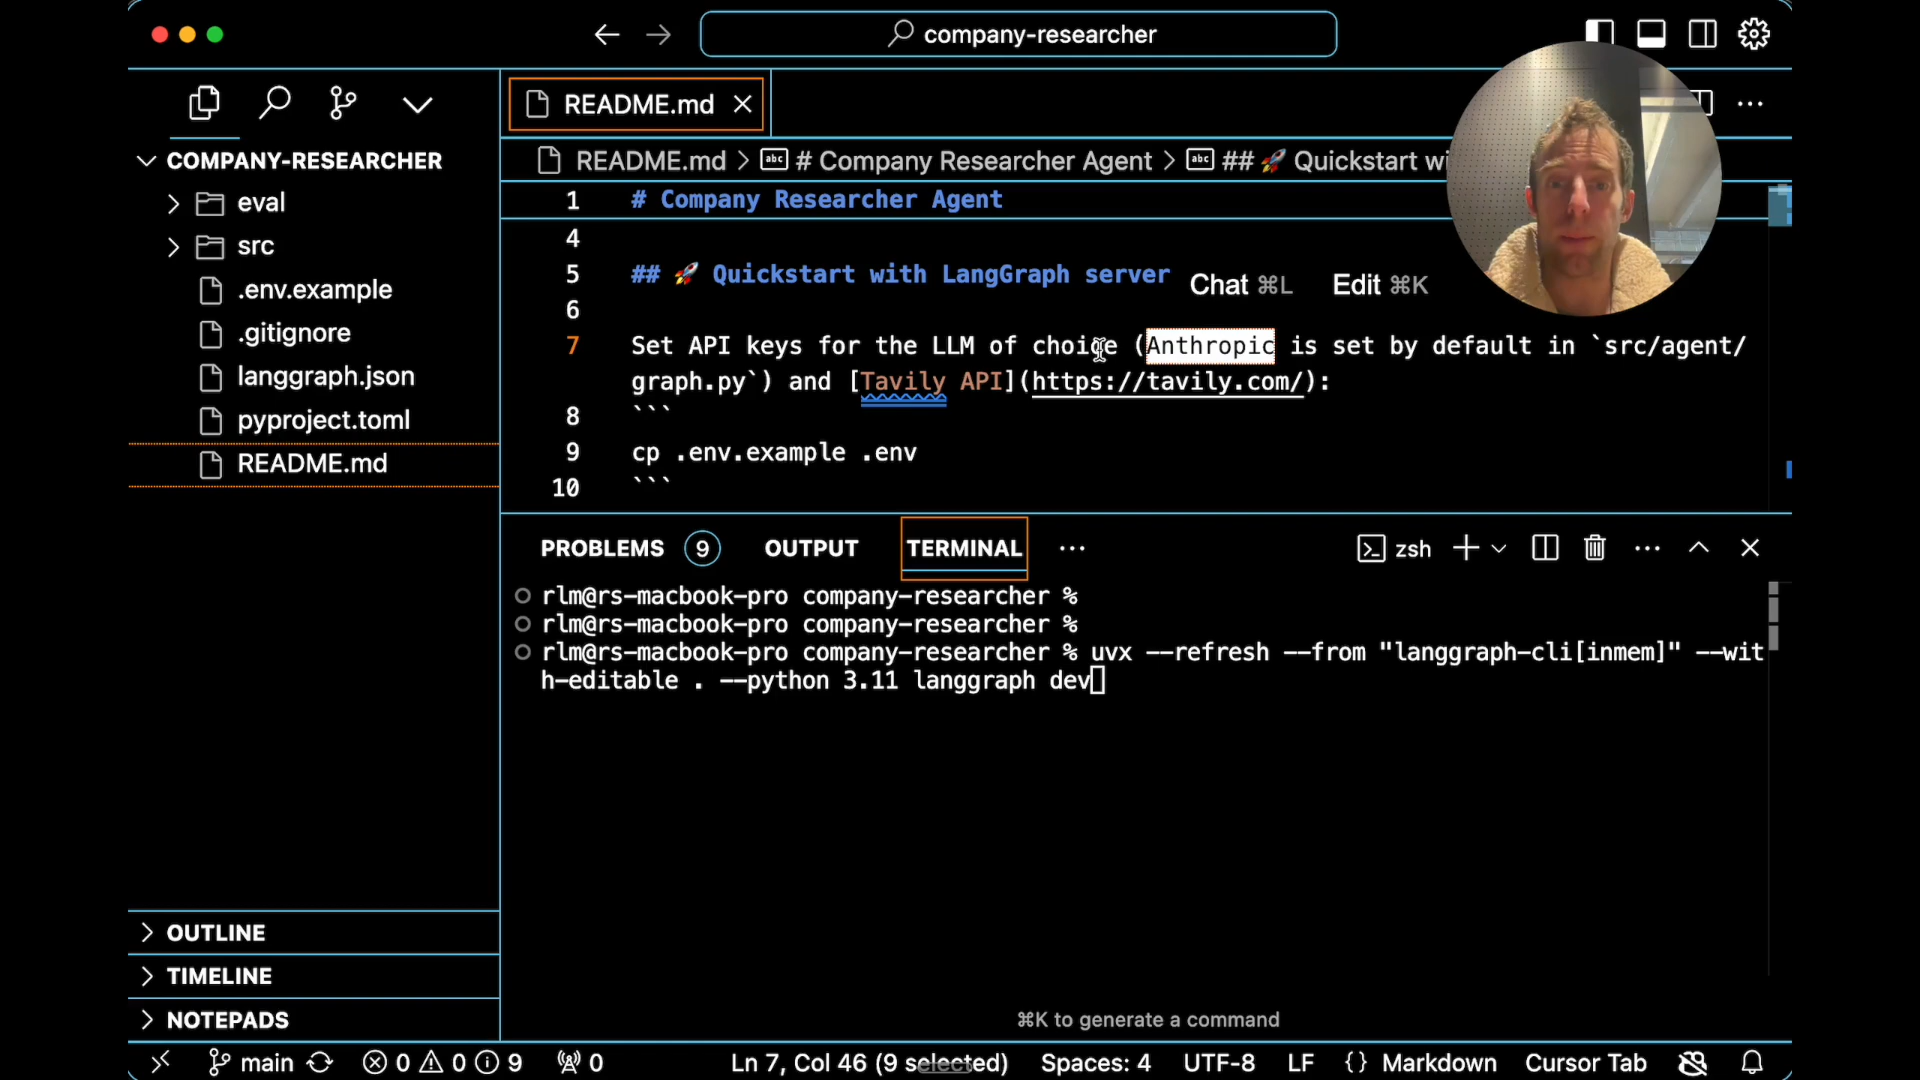 company-researcher
README.md
COMPANY-RESEARCHER
eval
src
.env.example
.gitignore
langgraph.json
pyproject.toml
README.md
README.md > # Company Researcher Agent > ## 🚀 Quickstart wi
1 # Company Researcher Agent
4
5 ## 🚀 Quickstart with LangGraph server
Chat ⌘L Edit ⌘K
6
7 Set API keys for the LLM of choice (Anthropic is set by default in `src/agent/
graph.py`) and [Tavily API](https://tavily.com/):
8 ```
9 cp .env.example .env
10 ```
PROBLEMS 9 OUTPUT TERMINAL ··· zsh
rlm@rs-macbook-pro company-researcher %
rlm@rs-macbook-pro company-researcher %
rlm@rs-macbook-pro company-researcher % uvx --refresh --from "langgraph-cli[inmem]" --wit
h-editable . --python 3.11 langgraph dev
⌘K to generate a command
OUTLINE
TIMELINE
NOTEPADS
main 0 0 9 0 Ln 7, Col 46 (9 selected) Spaces: 4 UTF-8 LF {} Markdown Cursor Tab